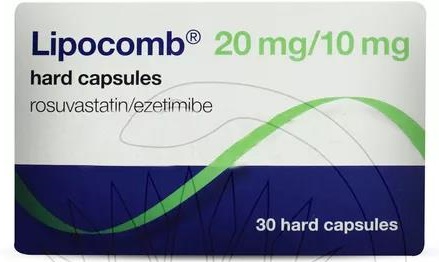 Lipocomb® 20 mg/10 mg
hard capsules
rosuvastatin/ezetimibe
30 hard capsules